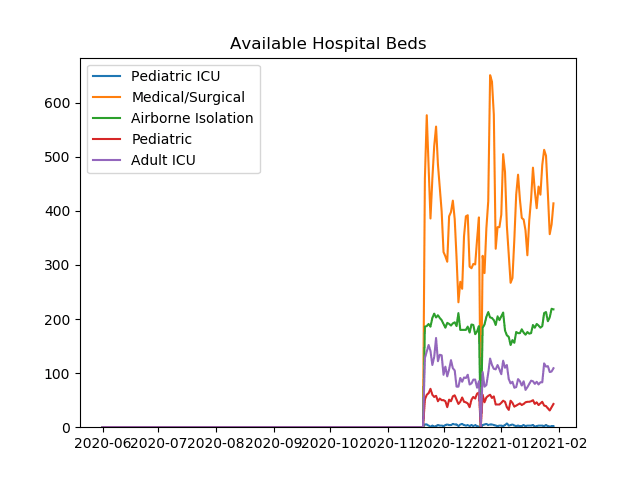 Available Hospital Beds
Pediatric ICU
Medical/Surgical
Airborne Isolation
Pediatric
Adult ICU
600
500
400
300
200
100
0
2020-06 2020-07 2020-08 2020-09 2020-10 2020-11 2020-12 2021-01 2021-02